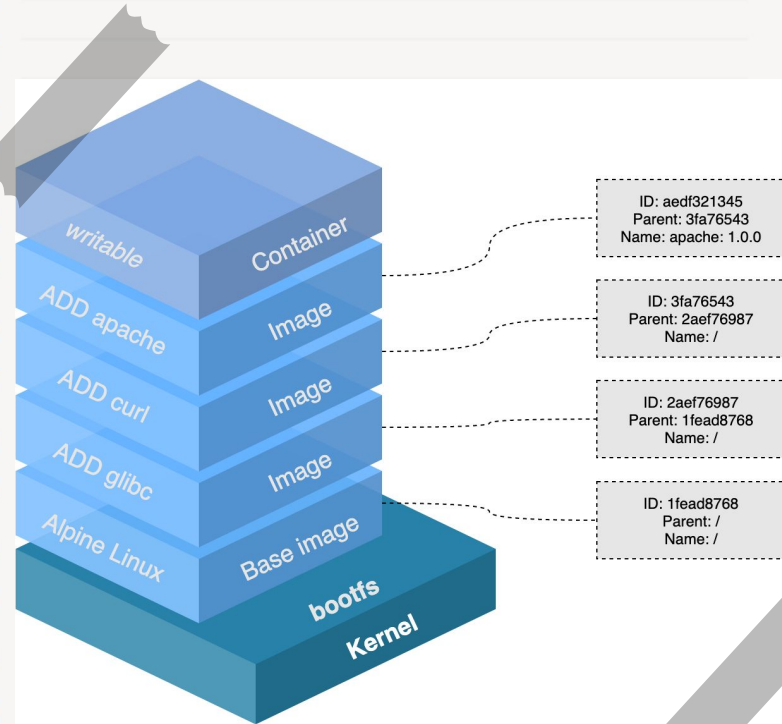 writable
Container
ADD apache
Image
ADD curl
Image
ADD glibc
Image
Alpine Linux
Base image
bootfs
Kernel
ID: aedf321345
Parent: 3fa76543
Name: apache: 1.0.0
ID: 3fa76543
Parent: 2aef76987
Name: /
ID: 2aef76987
Parent: 1fead8768
Name: /
ID: 1fead8768
Parent: /
Name: /